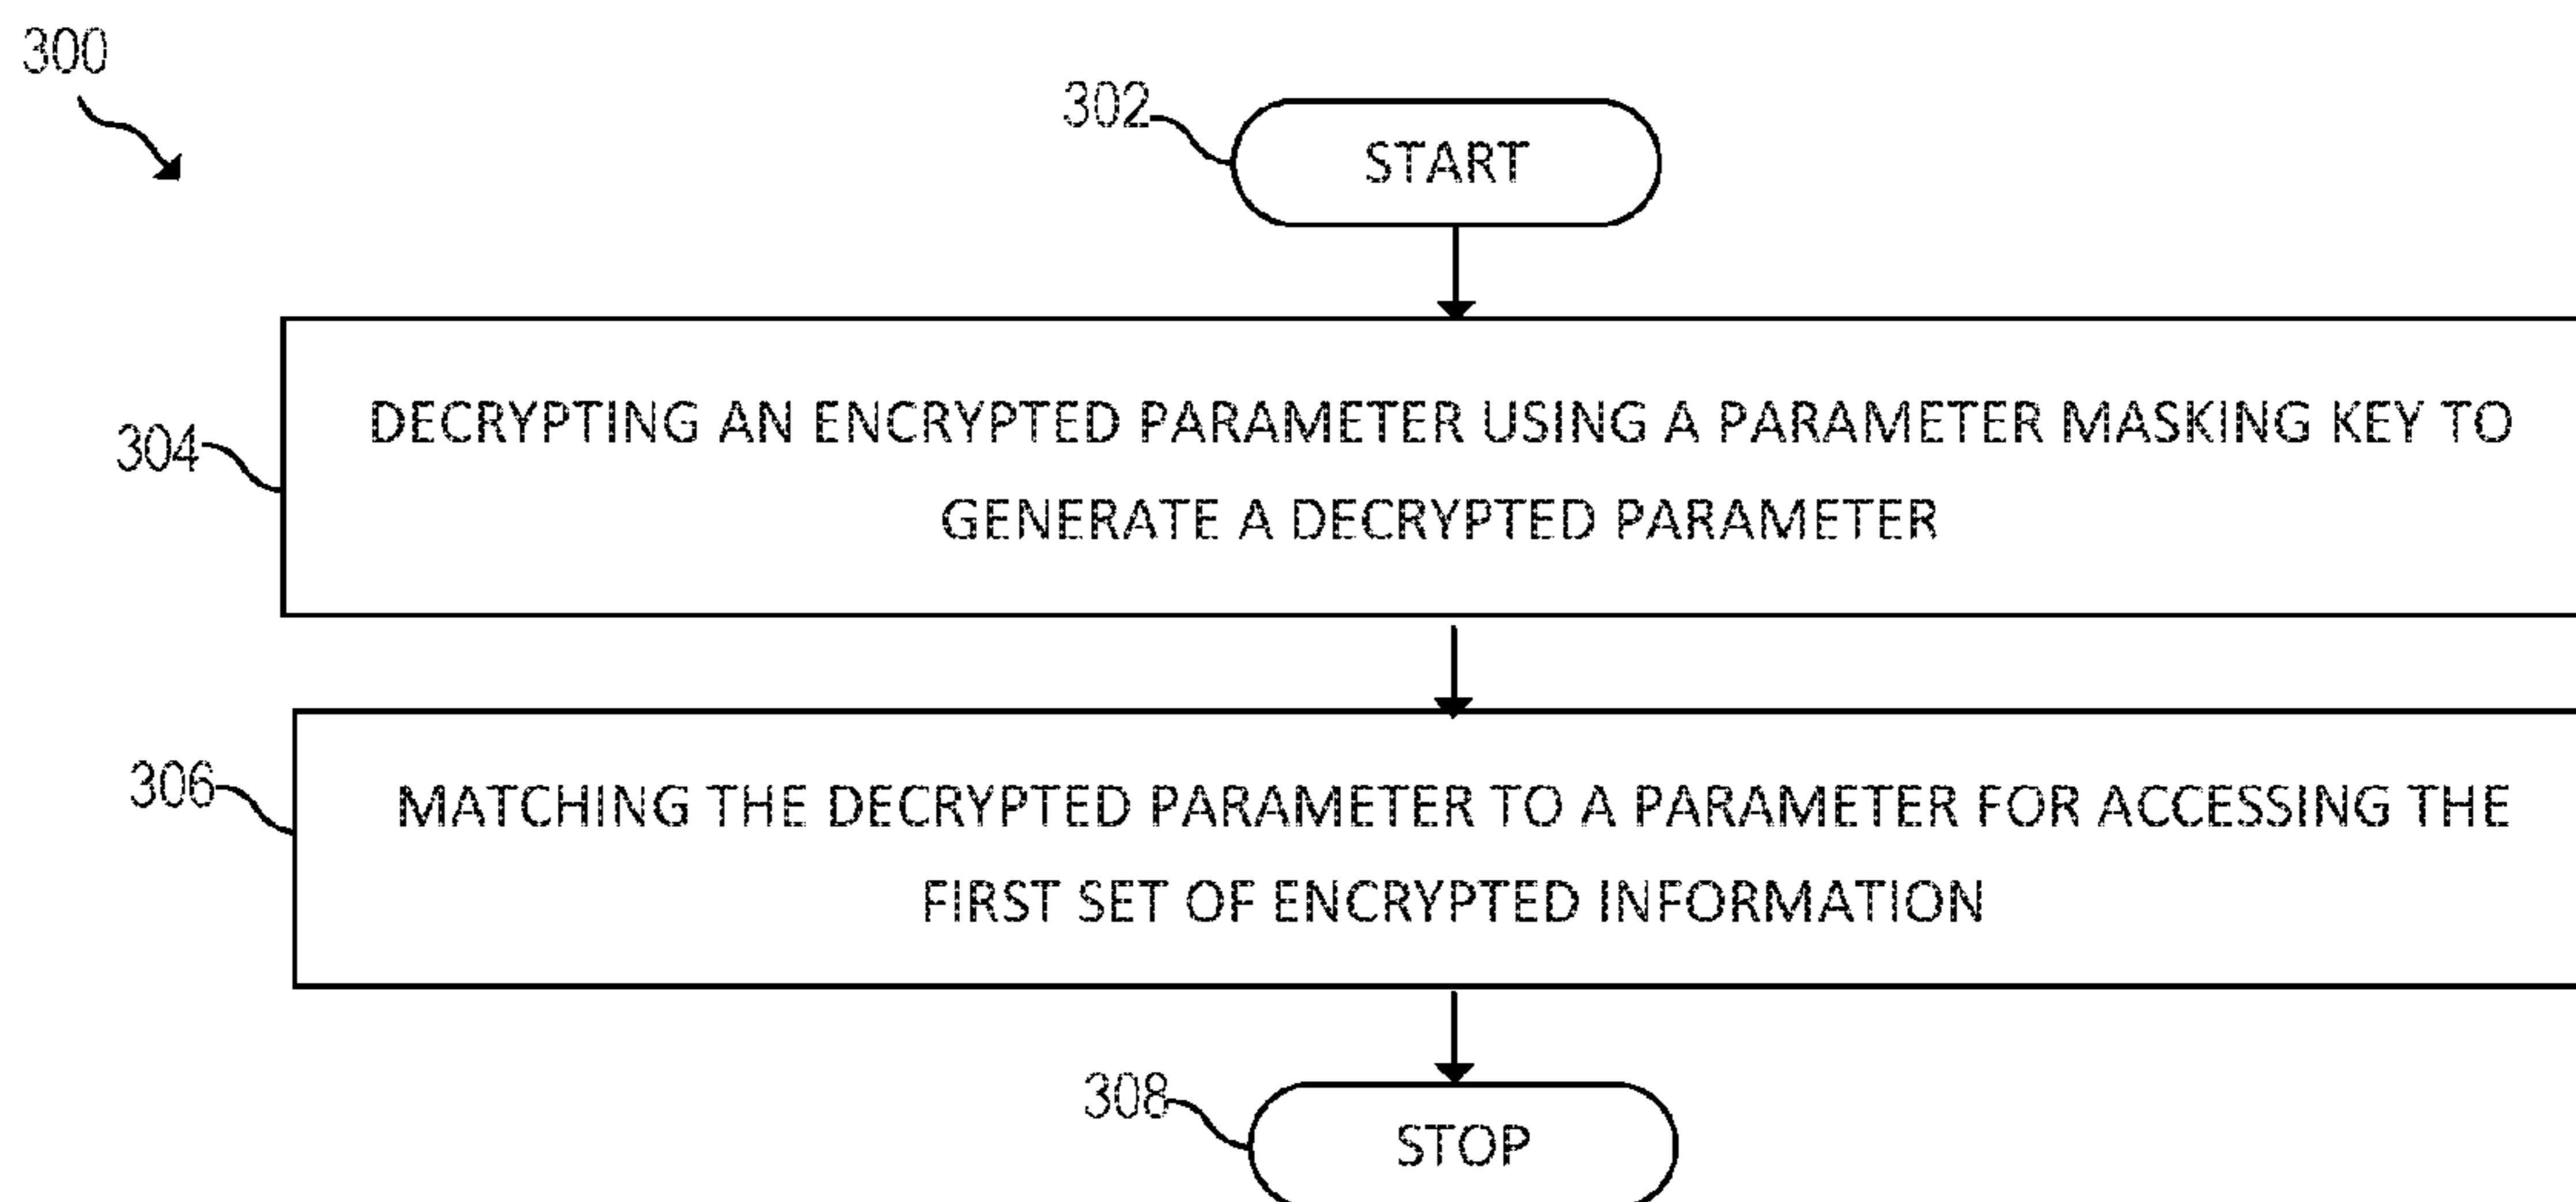 300
302
START
304
DECRYPTING AN ENCRYPTED PARAMETER USING A PARAMETER MASKING KEY TO
GENERATE A DECRYPTED PARAMETER
306
MATCHING THE DECRYPTED PARAMETER TO A PARAMETER FOR ACCESSING THE
FIRST SET OF ENCRYPTED INFORMATION
308
STOP